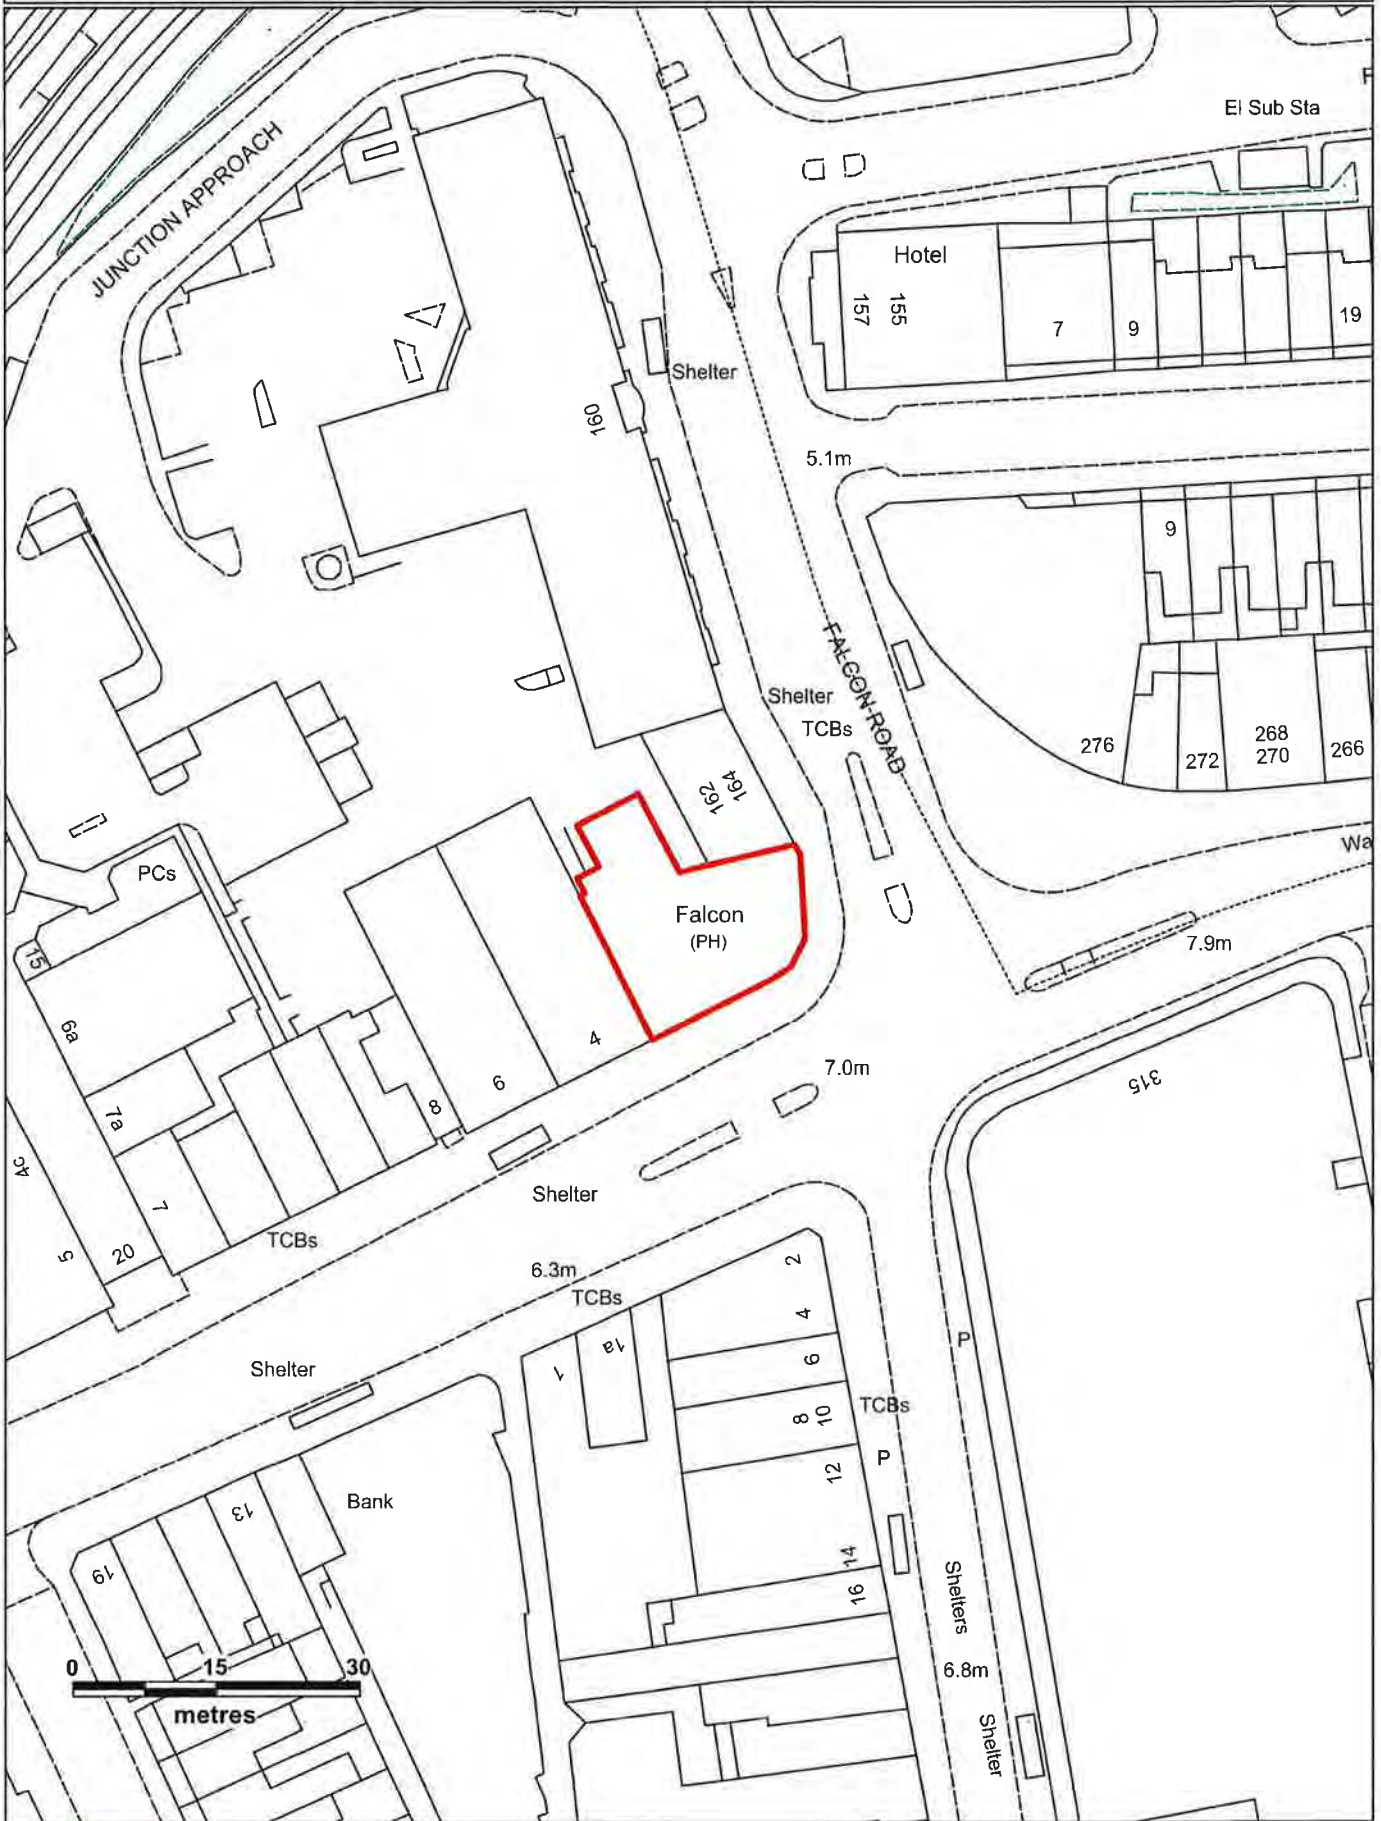 El Sub Sta
JUNCTION APPROACH
Hotel
157
155
7
9
19
Shelter
160
5.1m
9
FALCON ROAD
Shelter
TCBs
276
272
268
270
266
162
164
PCs
Falcon
(PH)
7.9m
15
6a
4
7.0m
315
6
8
7a
4c
7
Shelter
5
20
TCBs
6.3m
TCBs
2
4
1
1a
6
Shelter
P
8
10
TCBs
12
P
Bank
13
14
19
16
Shelters
6.8m
Shelter
0 15 30
metres